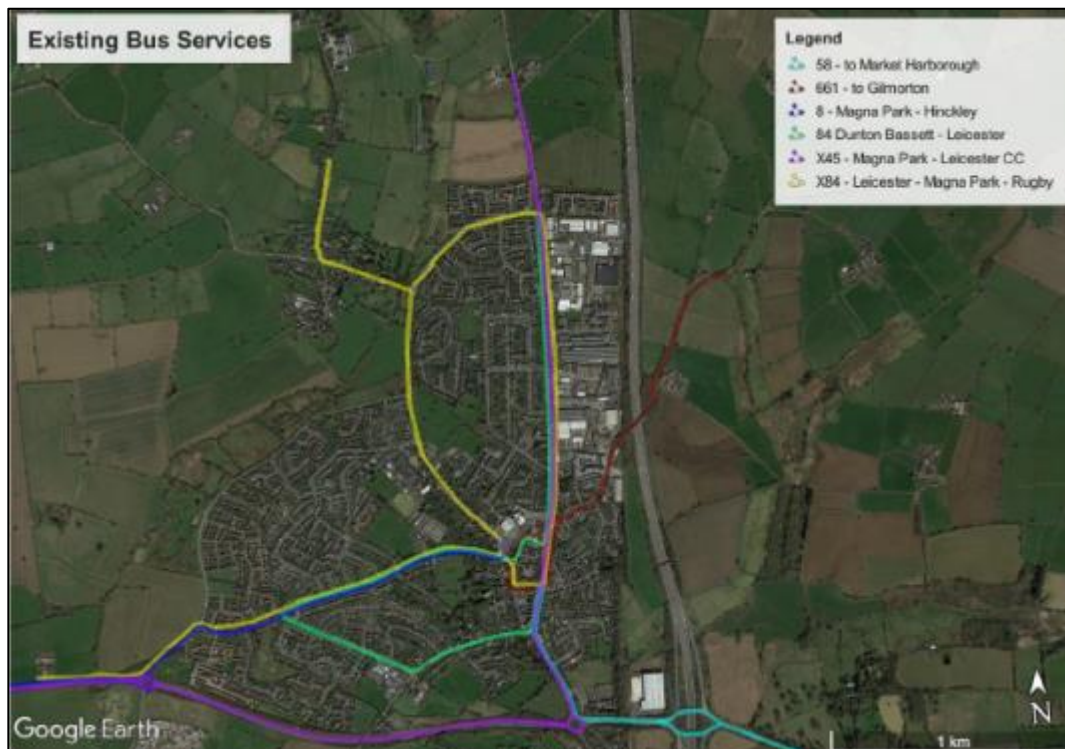 Existing Bus Services
Legend
58 - to Market Harborough
661 - to Gilmorton
8 - Magna Park - Hinckley
84 Dunton Bassett - Leicester
X45 - Magna Park - Leicester CC
X84 - Leicester - Magna Park - Rugby
Google Earth
N
1 km